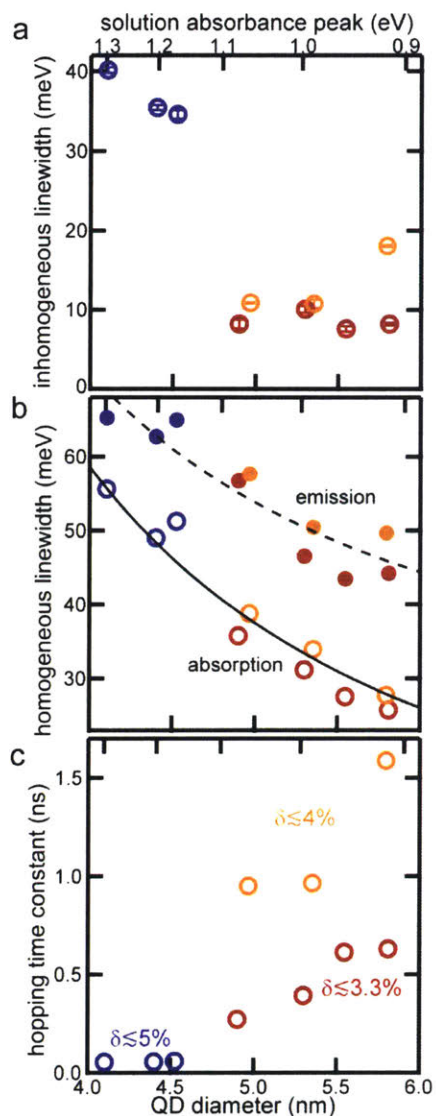 solution absorbance peak (eV)
a
1.3 1.2 1.1 1.0 0.9
inhomogeneous linewidth (meV)
40
30
20
10
0
b
homogeneous linewidth (meV)
60
50
40
30
emission
absorption
c
hopping time constant (ns)
1.5
1.0
0.5
0.0
δ≲4%
δ≲3.3%
δ≲5%
4.0 4.5 5.0 5.5 6.0
QD diameter (nm)